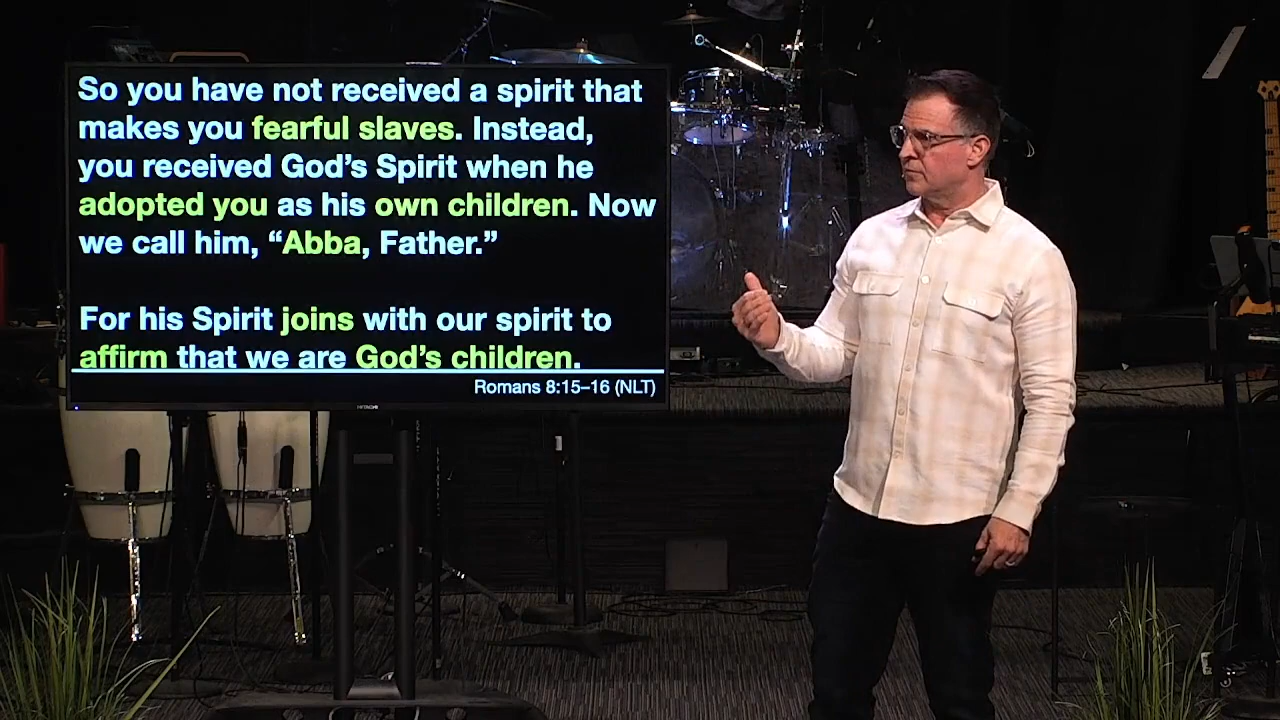 So you have not received a spirit that
makes you fearful slaves. Instead,
you received God’s Spirit when he
adopted you as his own children. Now
we call him, “Abba, Father.”
For his Spirit joins with our spirit to
affirm that we are God’s children.
Romans 8:15–16 (NLT)
HITACHI